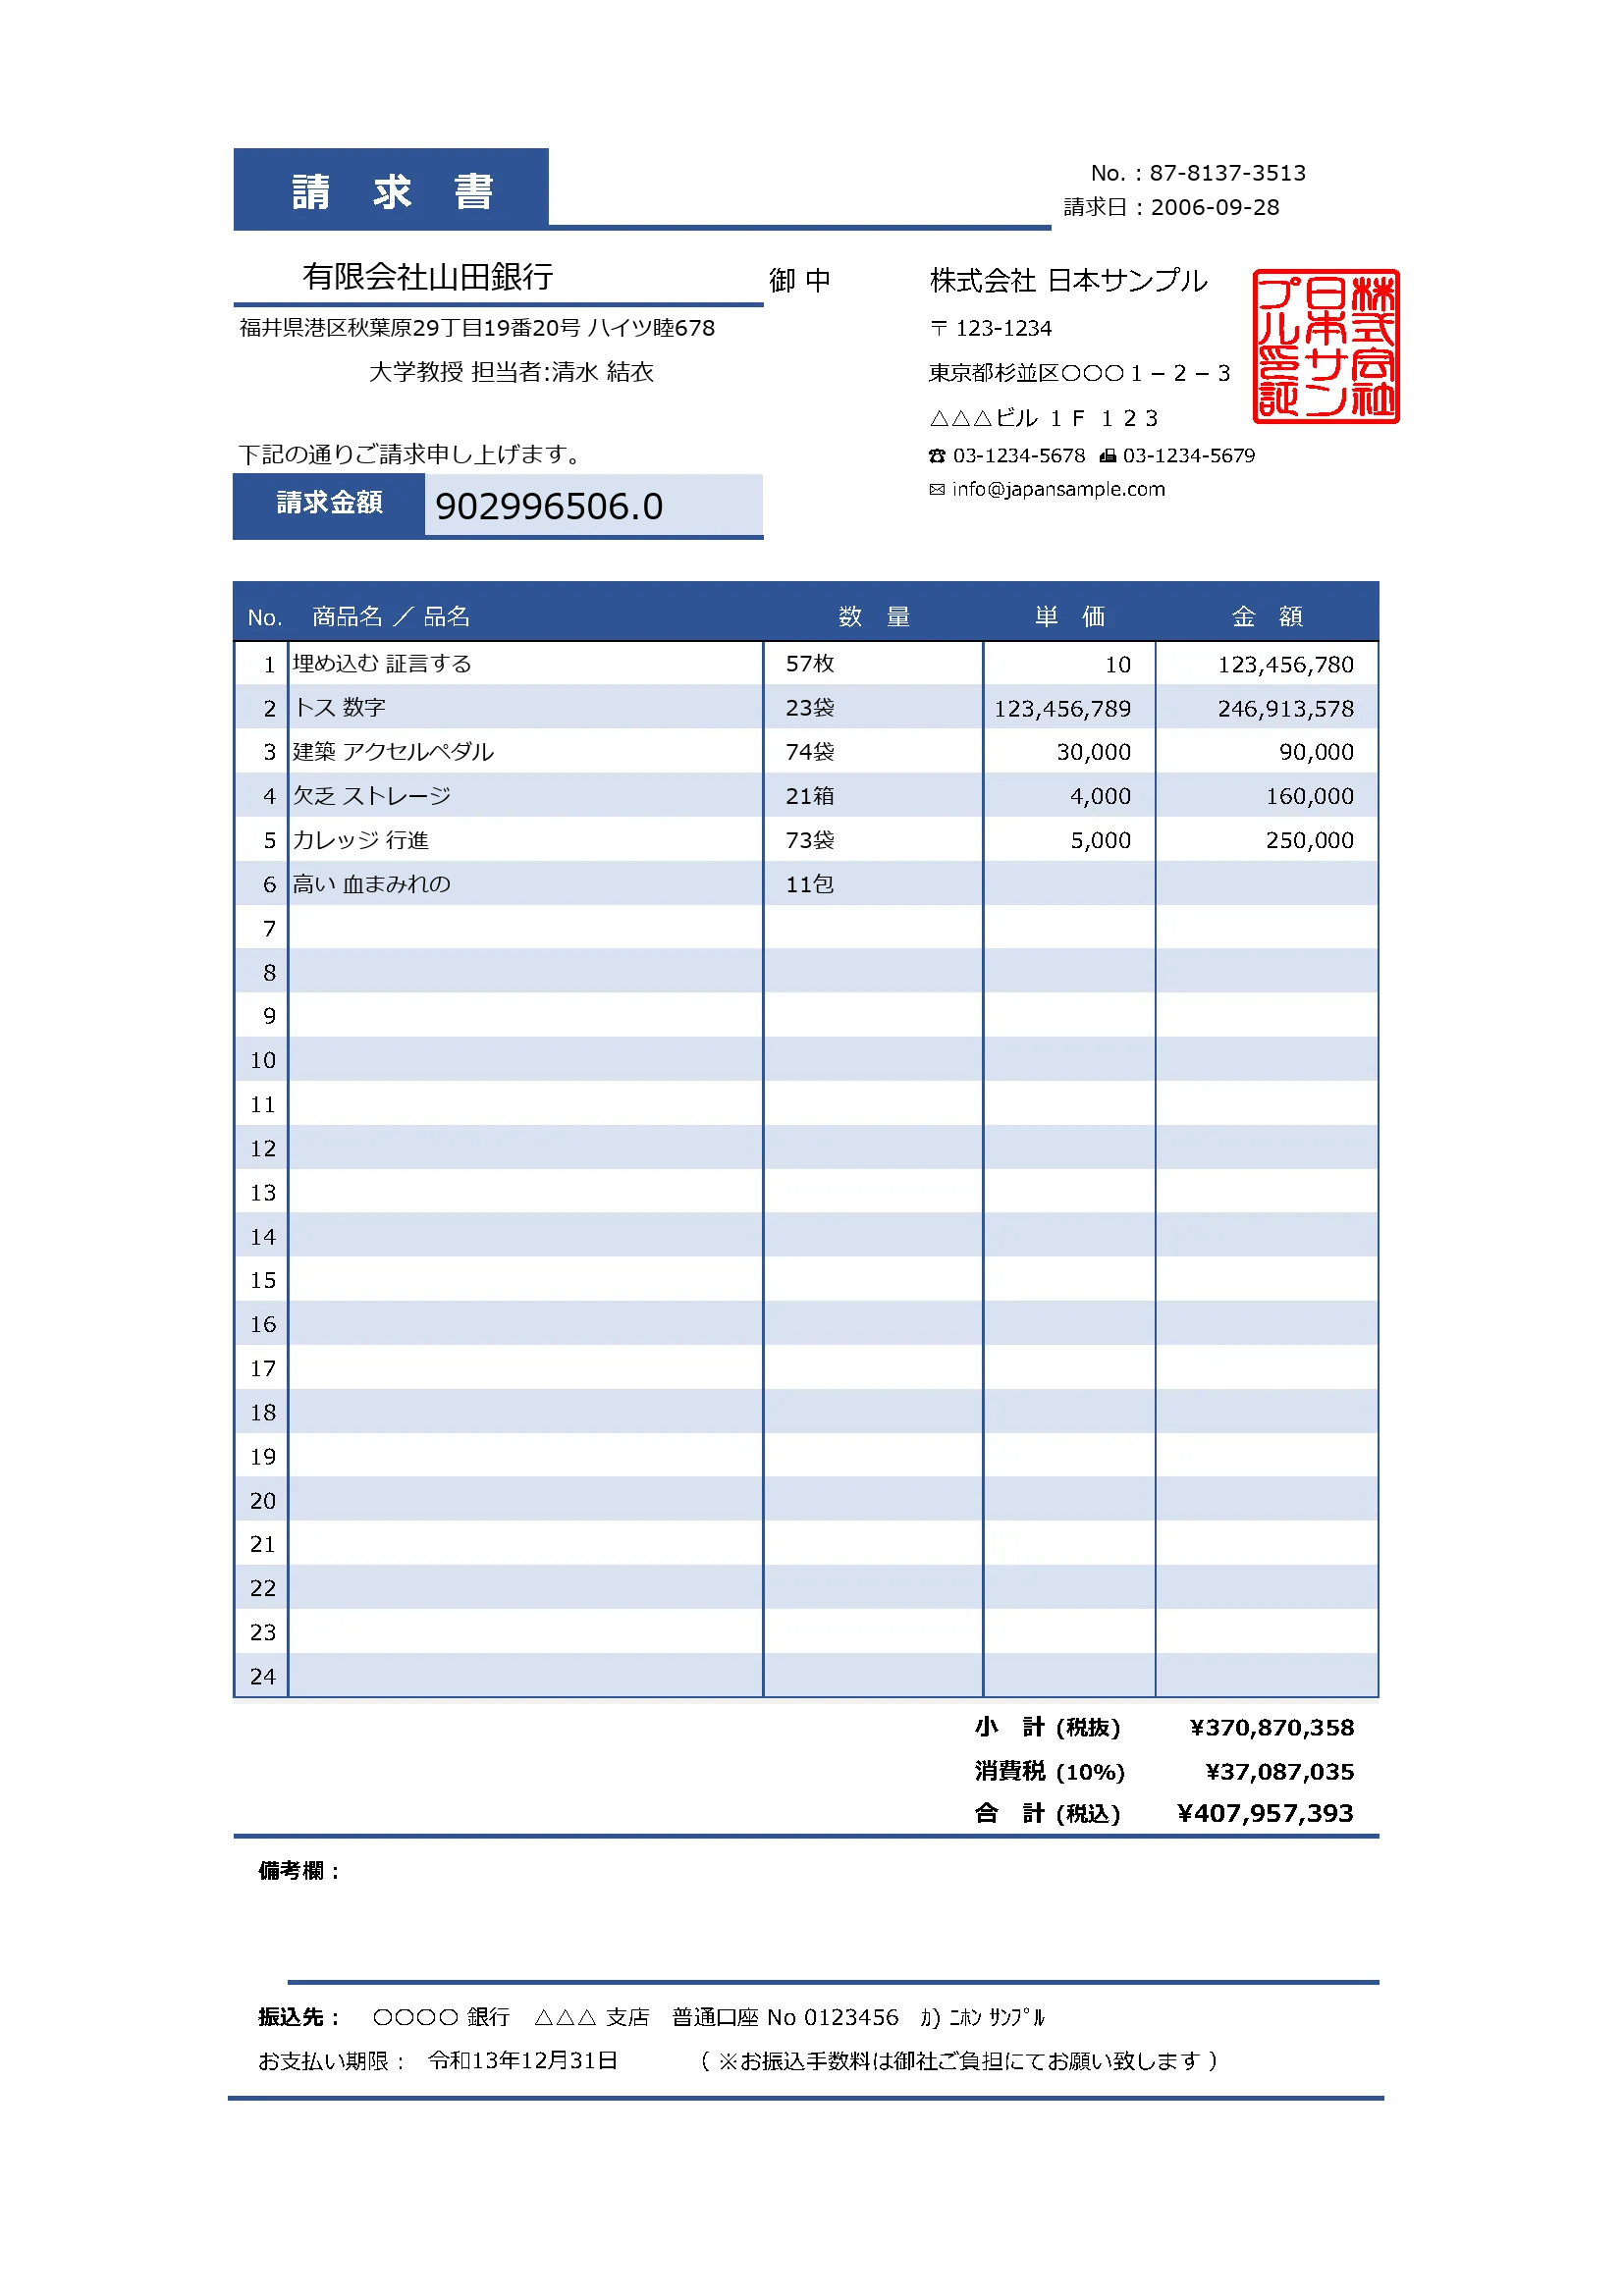 請 求 書
No.：87-8137-3513
請求日：2006-09-28
有限会社山田銀行 御 中
福井県港区秋葉原29丁目19番20号 ハイツ睦678
大学教授 担当者:清水 結衣
株式会社 日本サンプル
〒 123-1234
東京都杉並区〇〇〇１－２－３
△△△ビル １Ｆ １２３
☎ 03-1234-5678 📠 03-1234-5679
✉ info@japansample.com
株式会社日本サンプル印証
下記の通りご請求申し上げます。
請求金額 902996506.0
No. 商品名 ／ 品名 数 量 単 価 金 額
1 埋め込む 証言する 57枚 10 123,456,780
2 トス 数字 23袋 123,456,789 246,913,578
3 建築 アクセルペダル 74袋 30,000 90,000
4 欠乏 ストレージ 21箱 4,000 160,000
5 カレッジ 行進 73袋 5,000 250,000
6 高い 血まみれの 11包
7
8
9
10
11
12
13
14
15
16
17
18
19
20
21
22
23
24
小 計 (税抜) ¥370,870,358
消費税 (10%) ¥37,087,035
合 計 (税込) ¥407,957,393
備考欄：
振込先： 〇〇〇〇 銀行 △△△ 支店 普通口座 No 0123456 ｶ) ﾆﾎﾝ ｻﾝﾌﾟﾙ
お支払い期限： 令和13年12月31日 （ ※お振込手数料は御社ご負担にてお願い致します ）